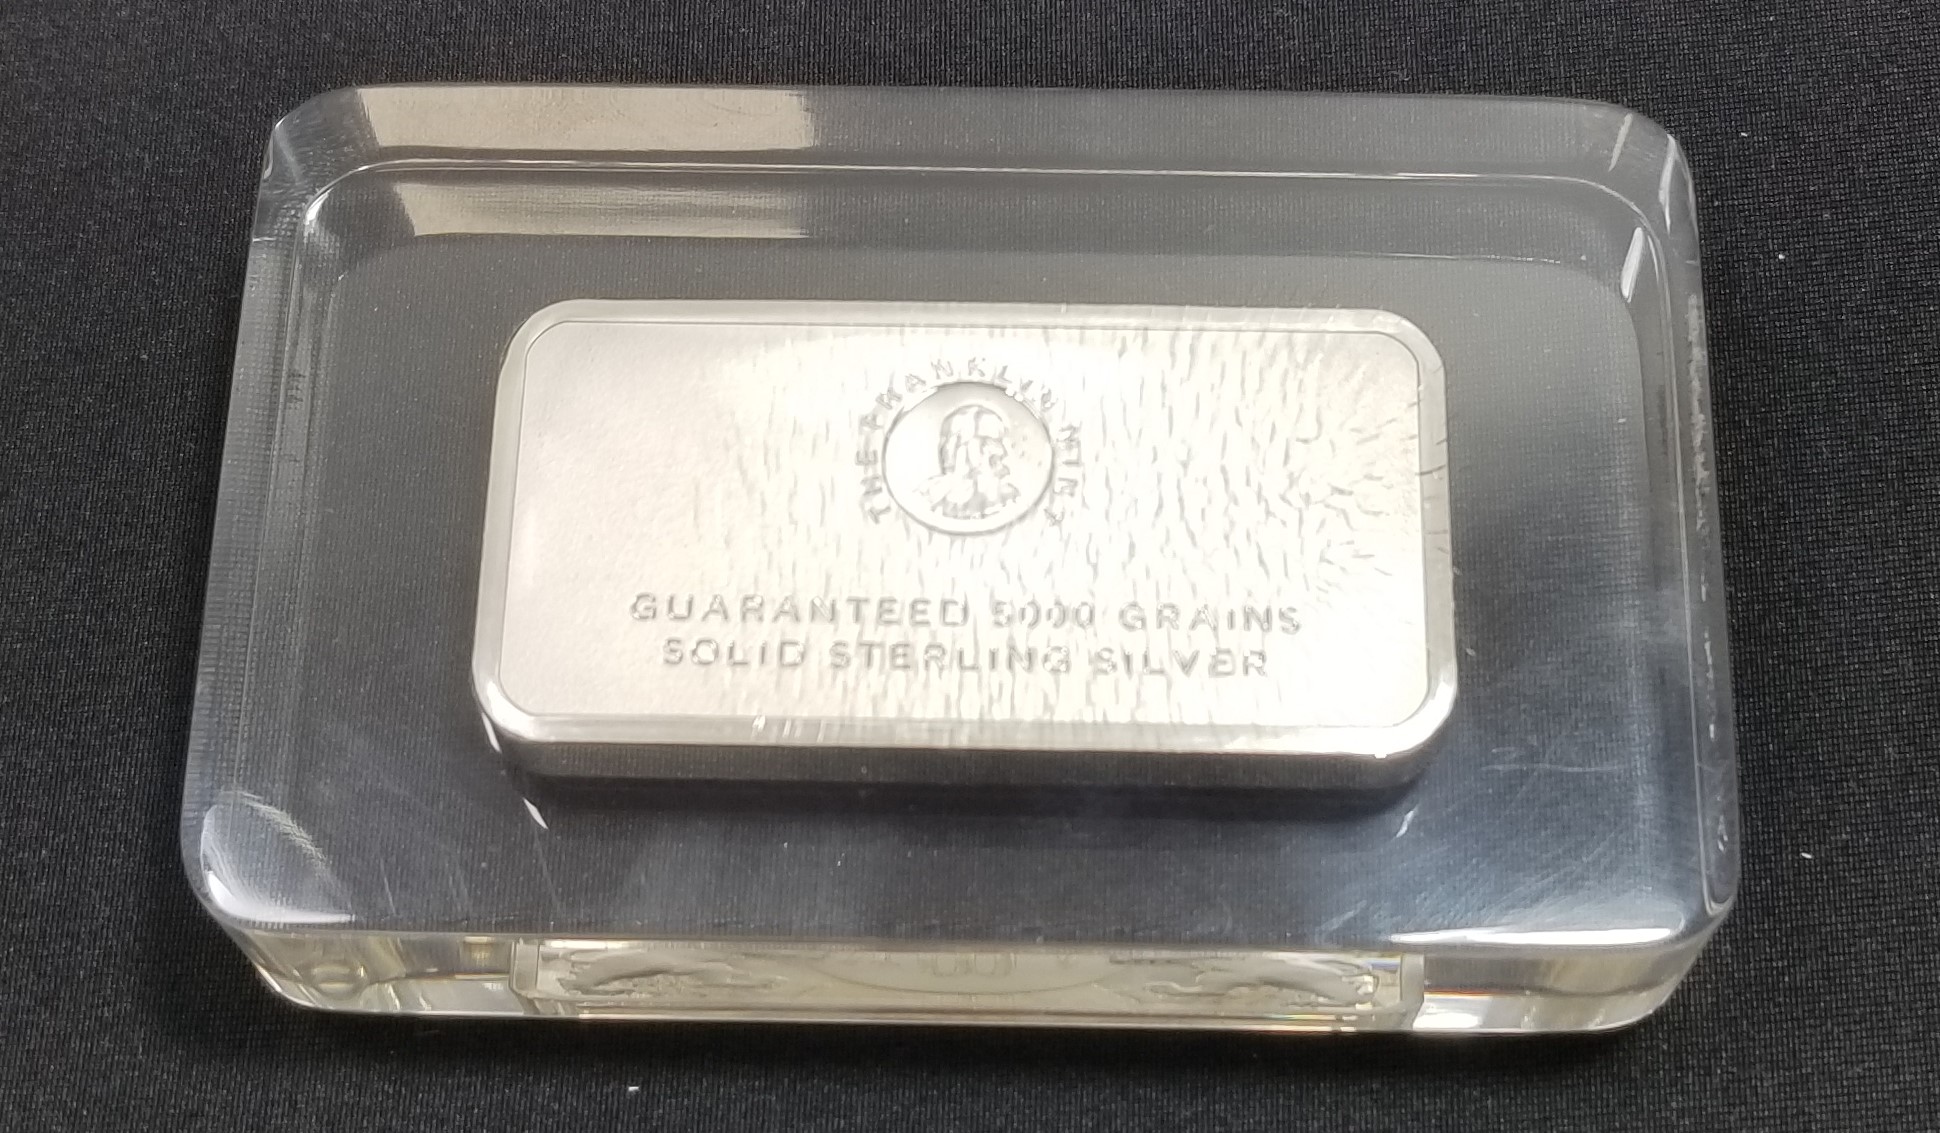 THE FRANKLIN MINT
GUARANTEED 5000 GRAINS
SOLID STERLING SILVER